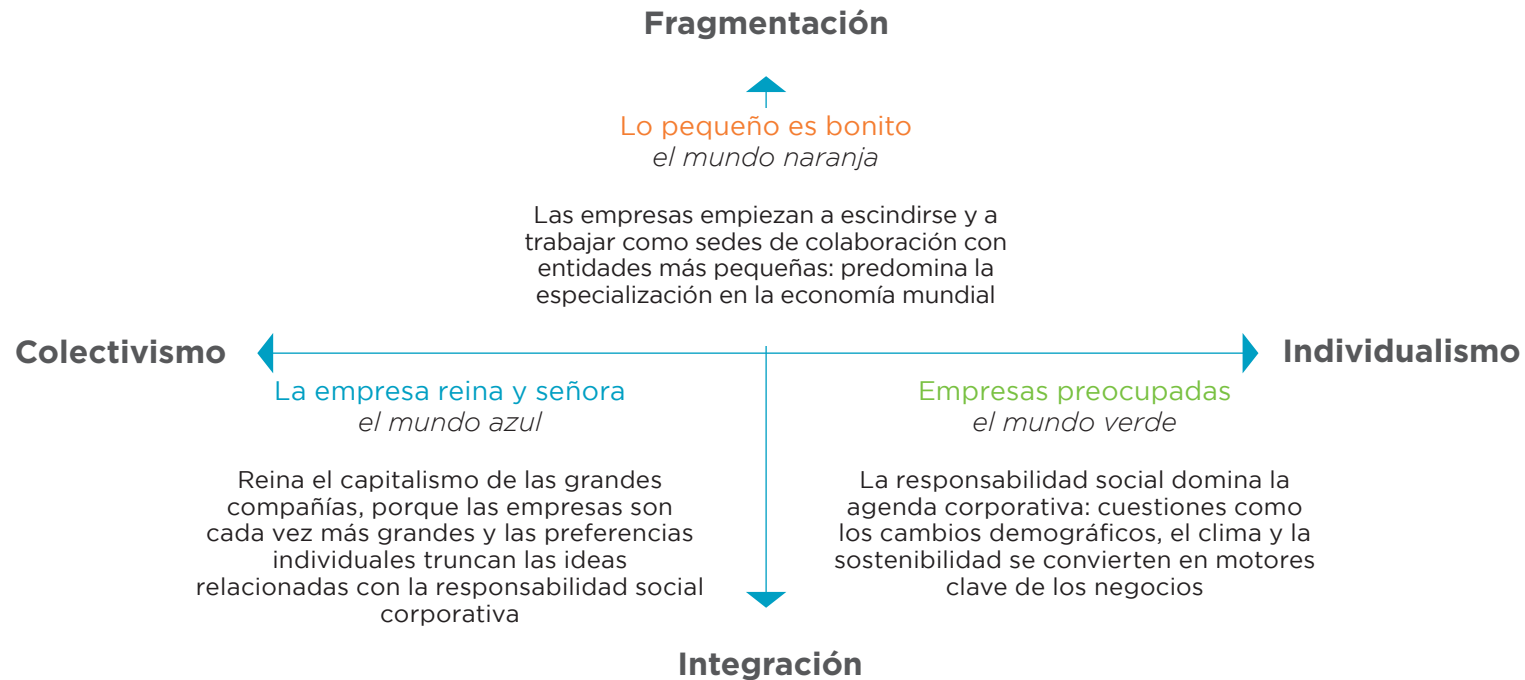 Fragmentación
Lo pequeño es bonito
el mundo naranja
Las empresas empiezan a escindirse y a
trabajar como sedes de colaboración con
entidades más pequeñas: predomina la
especialización en la economía mundial
Colectivismo
Individualismo
La empresa reina y señora
el mundo azul
Reina el capitalismo de las grandes
compañías, porque las empresas son
cada vez más grandes y las preferencias
individuales truncan las ideas
relacionadas con la responsabilidad social
corporativa
Empresas preocupadas
el mundo verde
La responsabilidad social domina la
agenda corporativa: cuestiones como
los cambios demográficos, el clima y la
sostenibilidad se convierten en motores
clave de los negocios
Integración